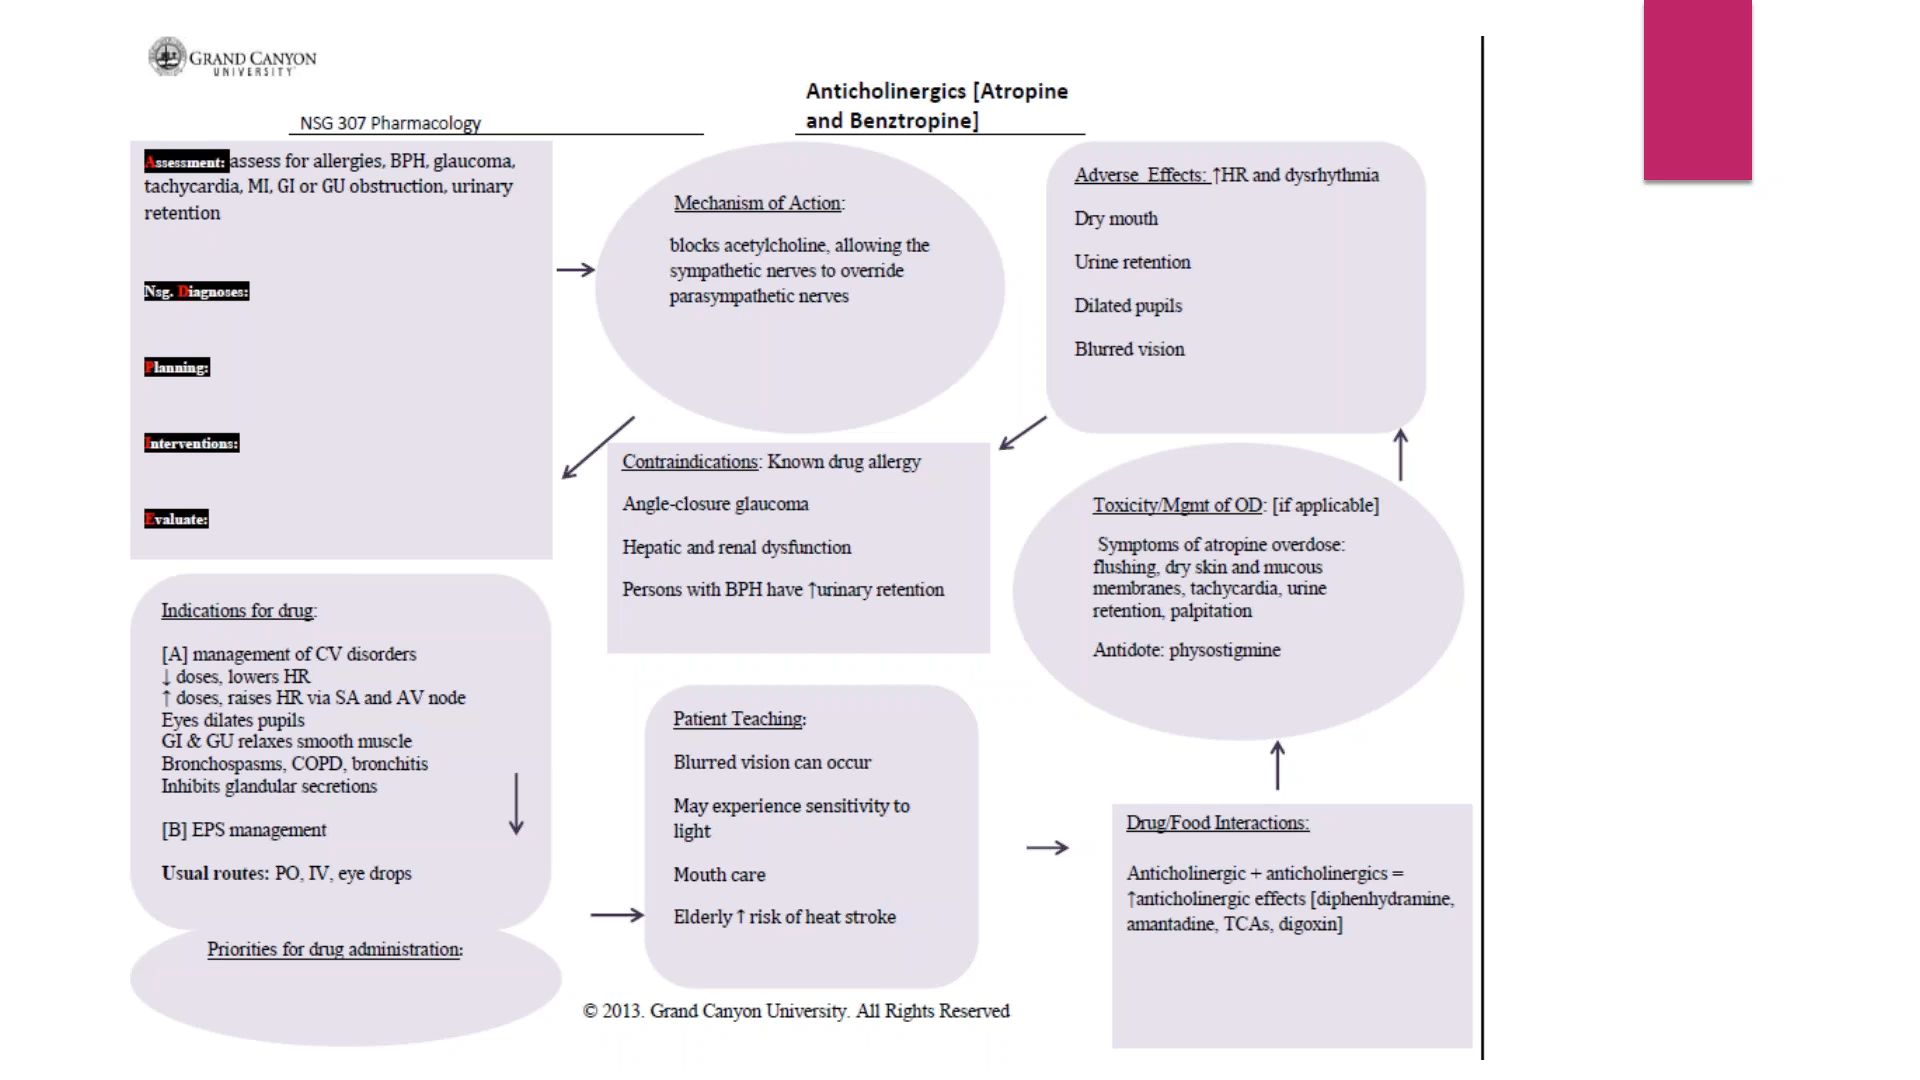 GRAND CANYON
UNIVERSITY
NSG 307 Pharmacology
Anticholinergics [Atropine
and Benztropine]
Assessment: assess for allergies, BPH, glaucoma,
tachycardia, MI, GI or GU obstruction, urinary
retention
Nsg. Diagnoses:
Planning:
Interventions:
Evaluate:
Mechanism of Action:
blocks acetylcholine, allowing the
sympathetic nerves to override
parasympathetic nerves
Adverse Effects: ↑HR and dysrhythmia
Dry mouth
Urine retention
Dilated pupils
Blurred vision
Contraindications: Known drug allergy
Angle-closure glaucoma
Hepatic and renal dysfunction
Persons with BPH have ↑urinary retention
Toxicity/Mgmt of OD: [if applicable]
Symptoms of atropine overdose:
flushing, dry skin and mucous
membranes, tachycardia, urine
retention, palpitation
Antidote: physostigmine
Indications for drug:
[A] management of CV disorders
↓ doses, lowers HR
↑ doses, raises HR via SA and AV node
Eyes dilates pupils
GI & GU relaxes smooth muscle
Bronchospasms, COPD, bronchitis
Inhibits glandular secretions
[B] EPS management
Usual routes: PO, IV, eye drops
Priorities for drug administration:
Patient Teaching:
Blurred vision can occur
May experience sensitivity to
light
Mouth care
Elderly ↑ risk of heat stroke
Drug/Food Interactions:
Anticholinergic + anticholinergics =
↑anticholinergic effects [diphenhydramine,
amantadine, TCAs, digoxin]
© 2013. Grand Canyon University. All Rights Reserved